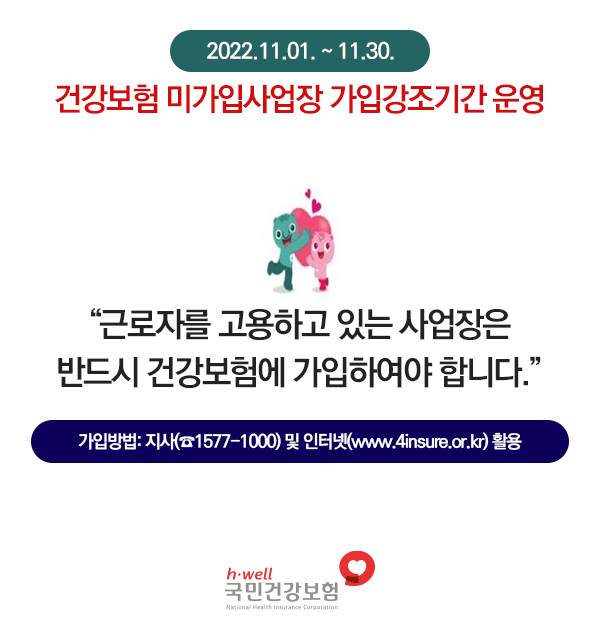 2022.11.01. ~ 11.30.
건강보험 미가입사업장 가입강조기간 운영
“근로자를 고용하고 있는 사업장은
반드시 건강보험에 가입하여야 합니다.”
가입방법: 지사(☎1577-1000) 및 인터넷(www.4insure.or.kr) 활용
h·well
국민건강보험
National Health Insurance Corporation